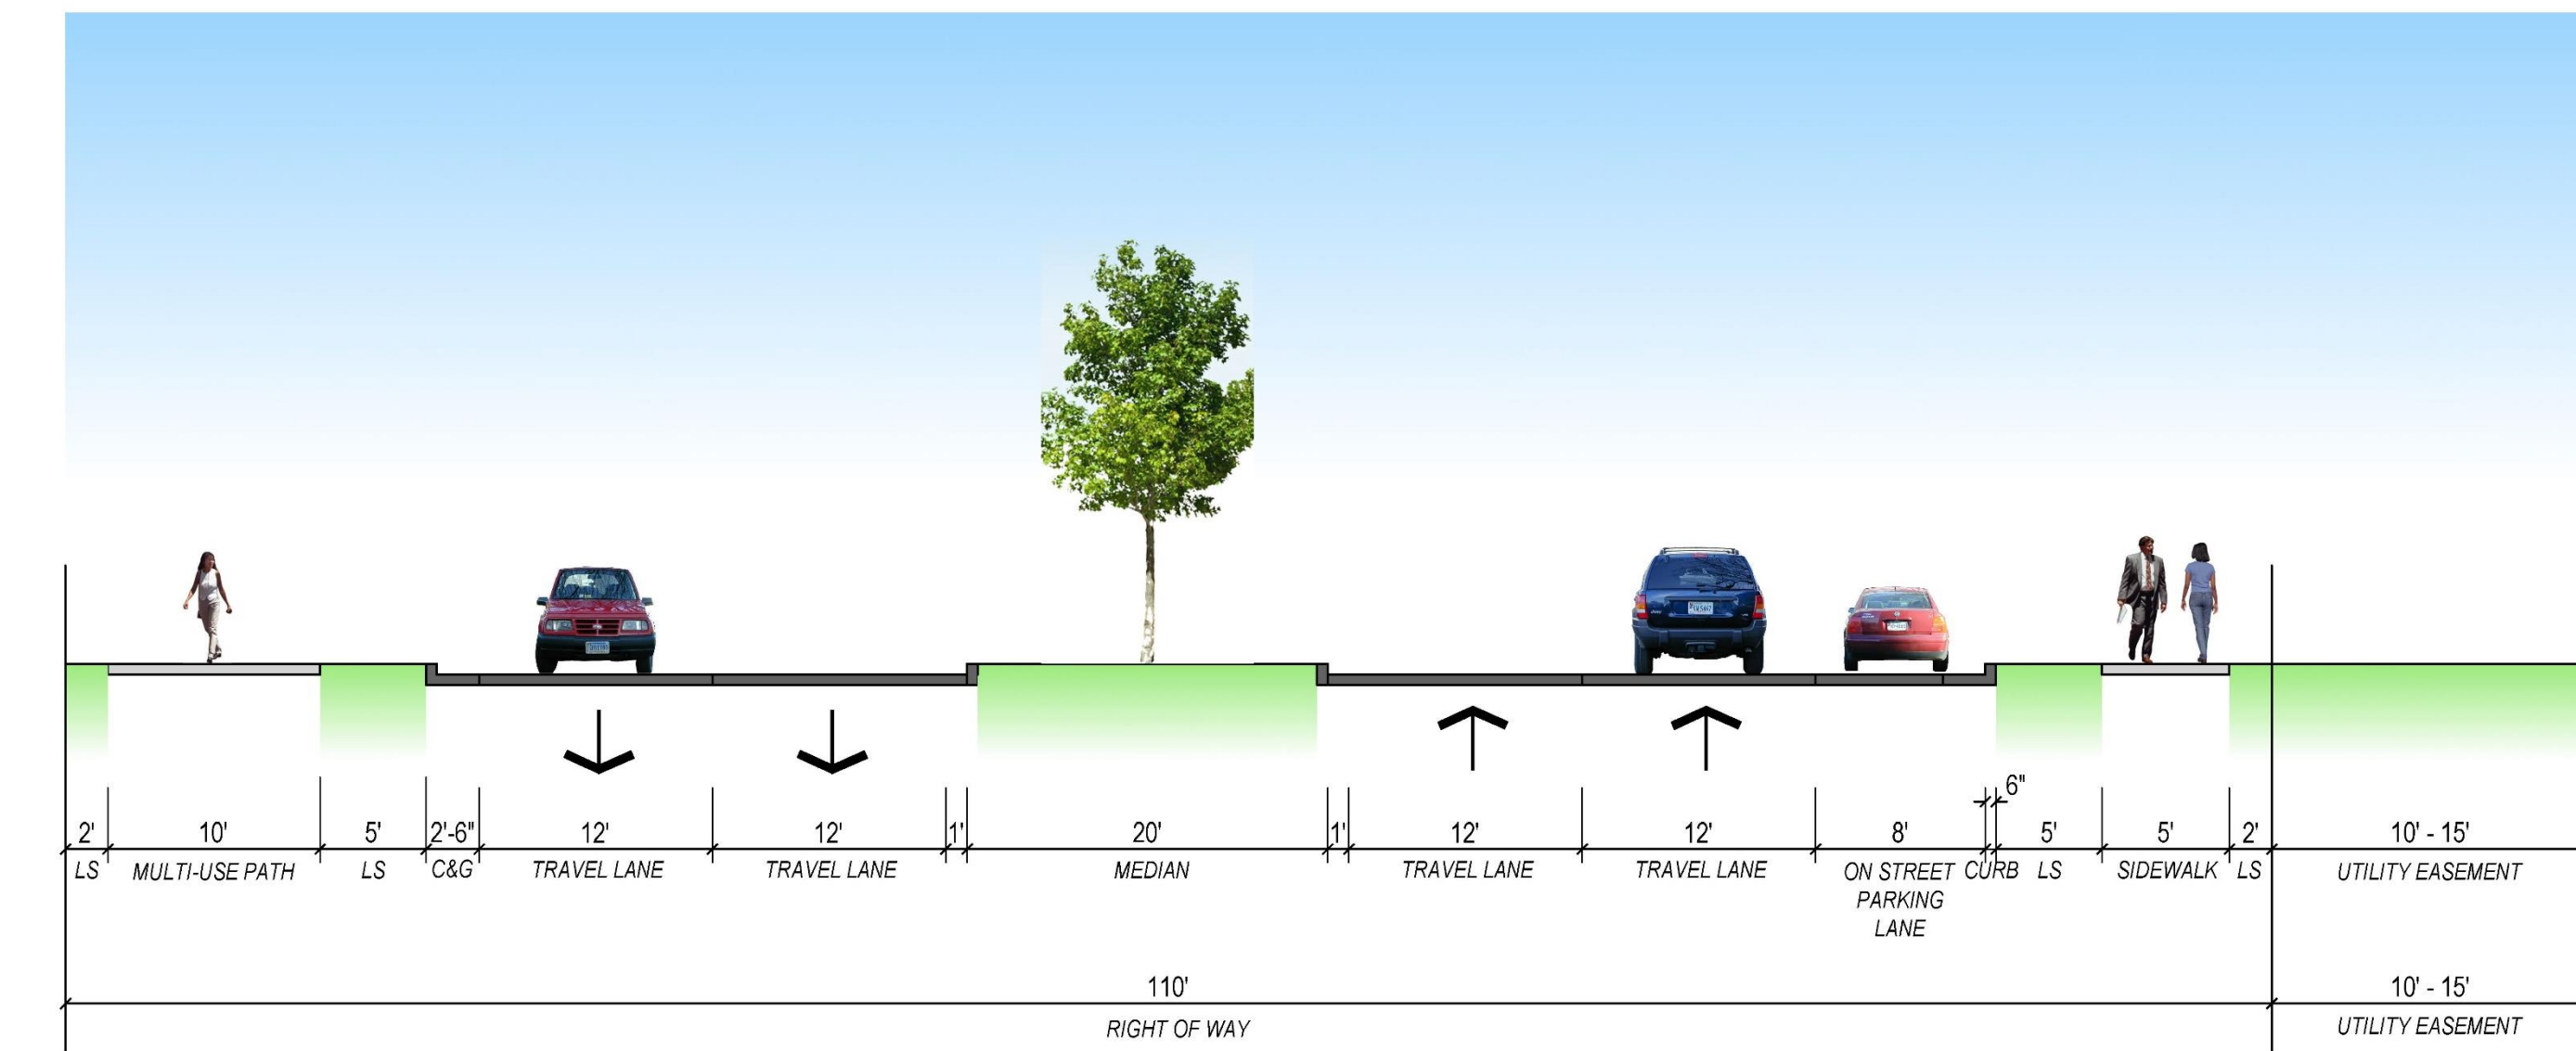 6"
2' 10' 5' 2'-6" 12' 12' 1' 20' 1' 12' 12' 8' 5' 5' 2' 10' - 15'
LS MULTI-USE PATH LS C&G TRAVEL LANE TRAVEL LANE MEDIAN TRAVEL LANE TRAVEL LANE ON STREET CURB LS SIDEWALK LS UTILITY EASEMENT
PARKING
LANE
110' 10' - 15'
RIGHT OF WAY UTILITY EASEMENT